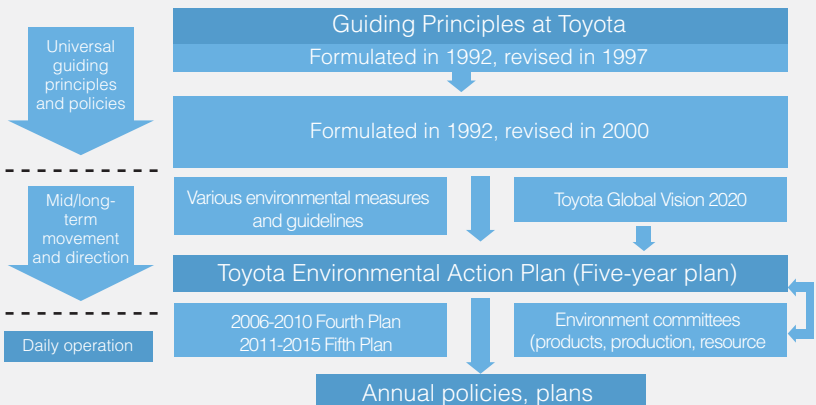 Guiding Principles at Toyota
Formulated in 1992, revised in 1997
Universal
guiding
principles
and policies
Formulated in 1992, revised in 2000
Mid/long-
term
movement
and direction
Various environmental measures
and guidelines
Toyota Global Vision 2020
Toyota Environmental Action Plan (Five-year plan)
Daily operation
2006-2010 Fourth Plan
2011-2015 Fifth Plan
Environment committees
(products, production, resource
Annual policies, plans